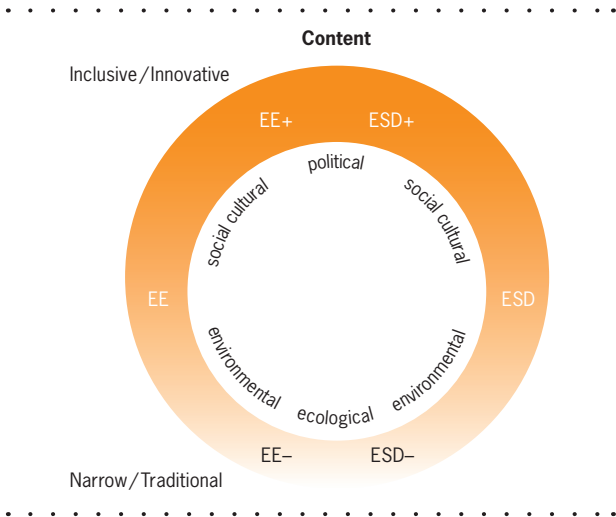 Content
Inclusive/Innovative
EE+
ESD+
political
social cultural
social cultural
EE
ESD
environmental
environmental
ecological
EE–
ESD–
Narrow/Traditional